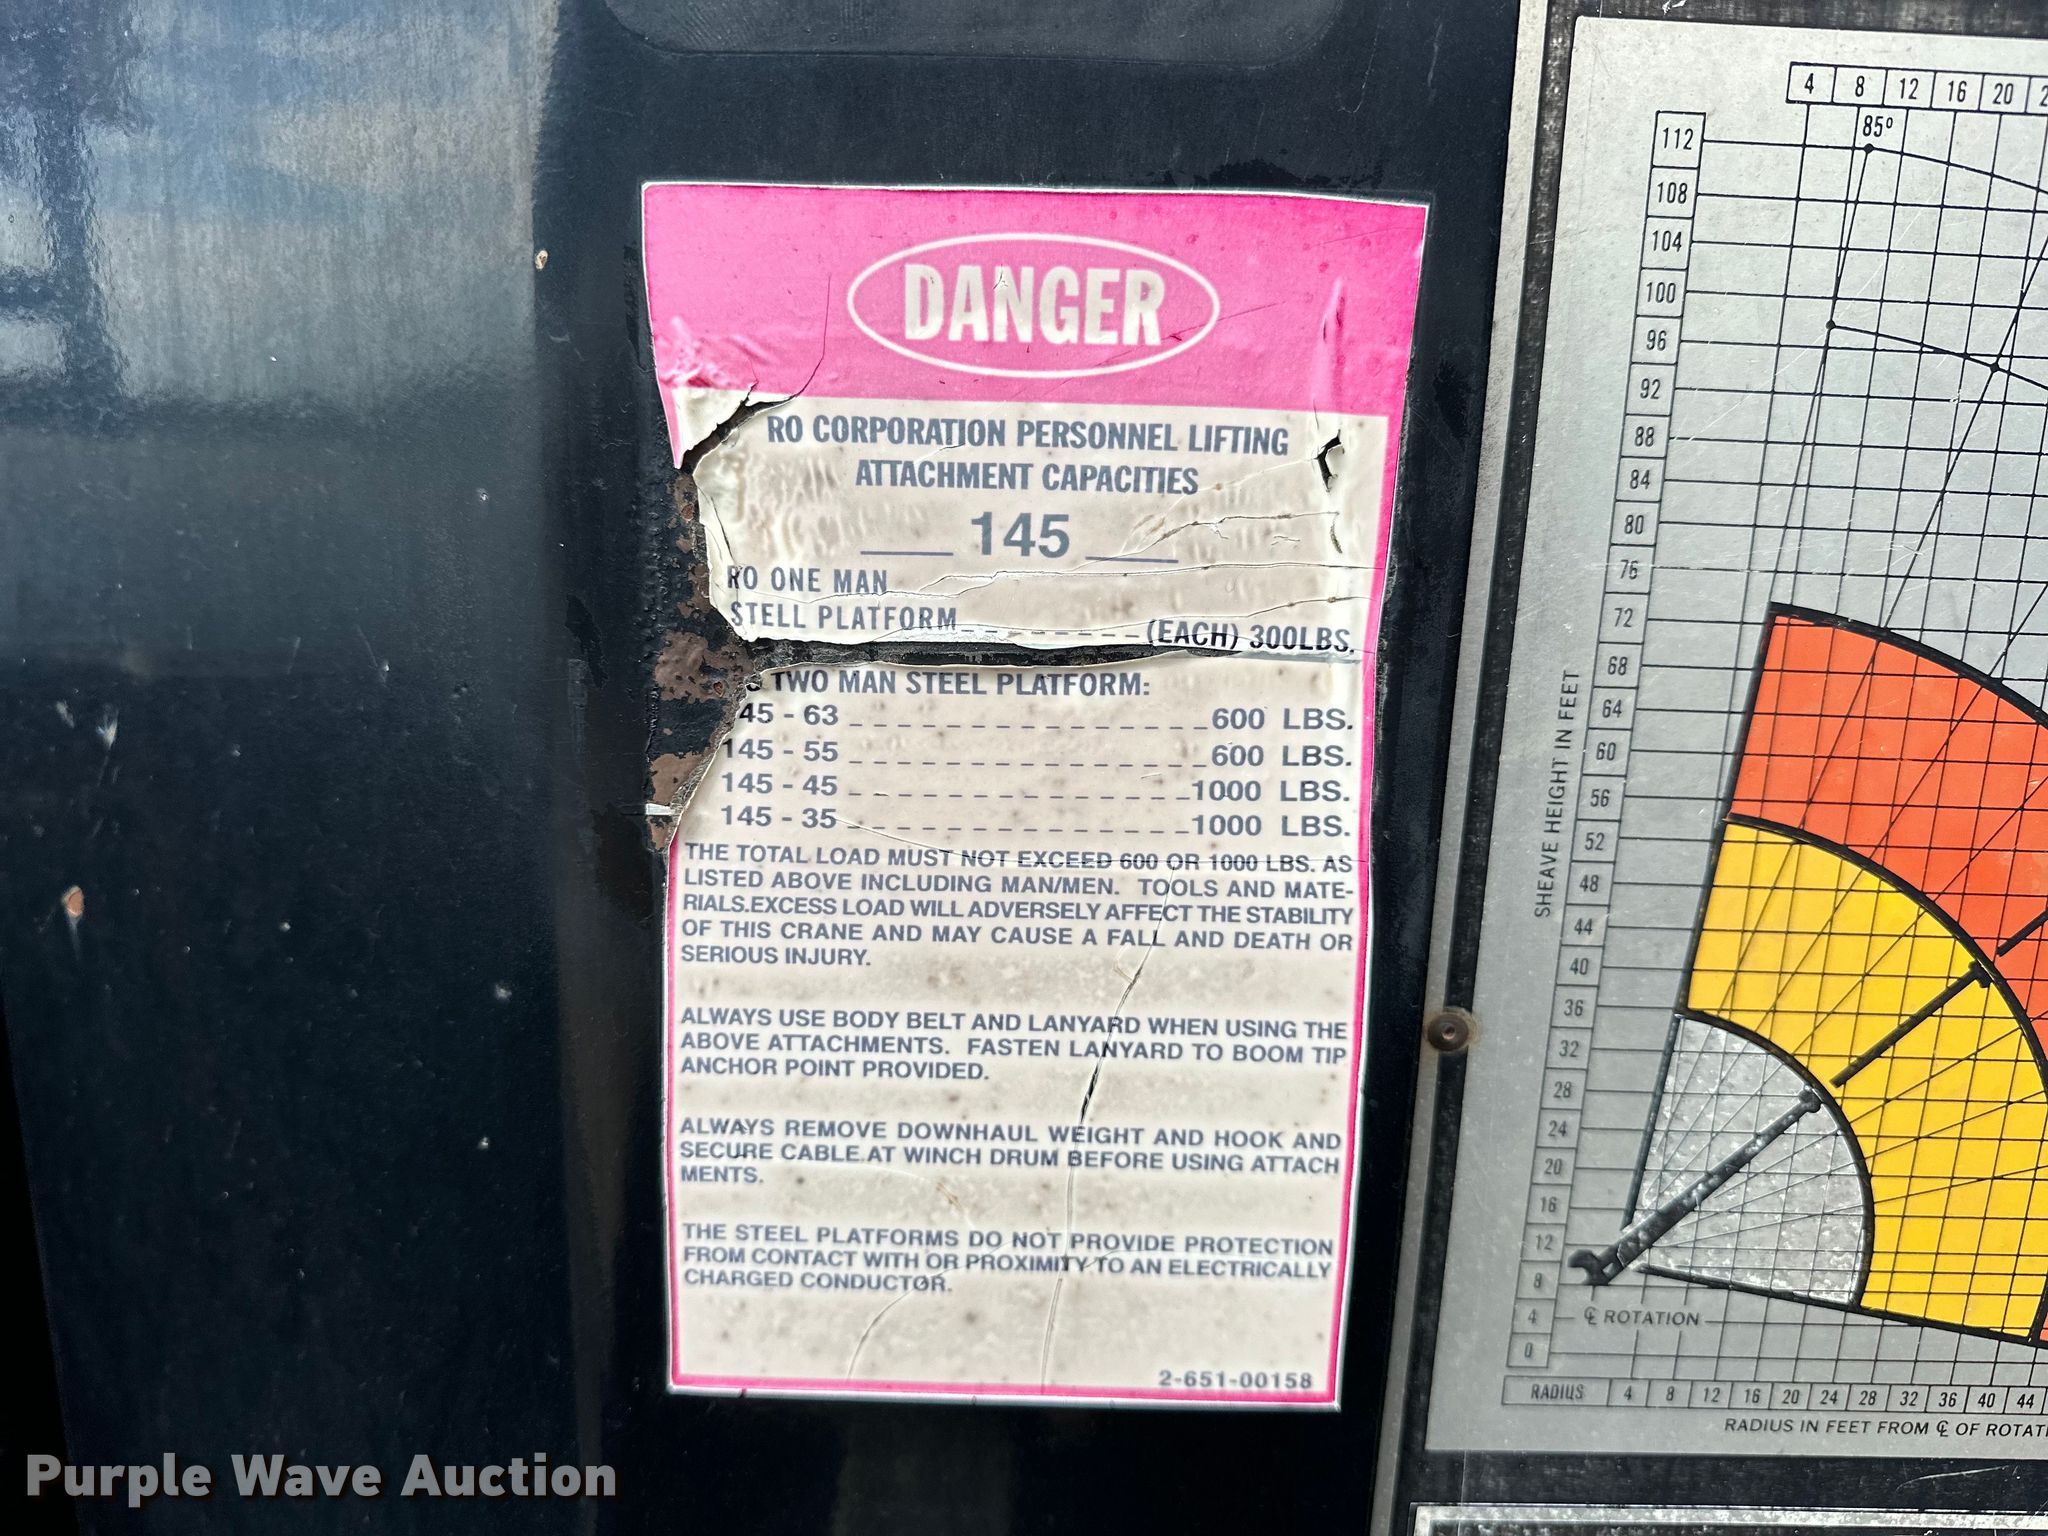 DANGER
RO CORPORATION PERSONNEL LIFTING
ATTACHMENT CAPACITIES
145
RO ONE MAN
STELL PLATFORM (EACH) 300LBS.
TWO MAN STEEL PLATFORM:
45 - 63 600 LBS.
145 - 55 600 LBS.
145 - 45 1000 LBS.
145 - 35 1000 LBS.
THE TOTAL LOAD MUST NOT EXCEED 600 OR 1000 LBS. AS
LISTED ABOVE INCLUDING MAN/MEN. TOOLS AND MATE-
RIALS.EXCESS LOAD WILL ADVERSELY AFFECT THE STABILITY
OF THIS CRANE AND MAY CAUSE A FALL AND DEATH OR
SERIOUS INJURY.
ALWAYS USE BODY BELT AND LANYARD WHEN USING THE
ABOVE ATTACHMENTS. FASTEN LANYARD TO BOOM TIP
ANCHOR POINT PROVIDED.
ALWAYS REMOVE DOWNHAUL WEIGHT AND HOOK AND
SECURE CABLE AT WINCH DRUM BEFORE USING ATTACH
MENTS.
THE STEEL PLATFORMS DO NOT PROVIDE PROTECTION
FROM CONTACT WITH OR PROXIMITY TO AN ELECTRICALLY
CHARGED CONDUCTOR.
2-651-00158
4 8 12 16 20
85°
112
108
104
100
96
92
88
84
80
76
72
68
64
60
56
52
48
44
40
36
32
28
24
20
16
12
8
4
0
SHEAVE HEIGHT IN FEET
℄ ROTATION
RADIUS 4 8 12 16 20 24 28 32 36 40 44
RADIUS IN FEET FROM ℄ OF ROTATI
Purple Wave Auction